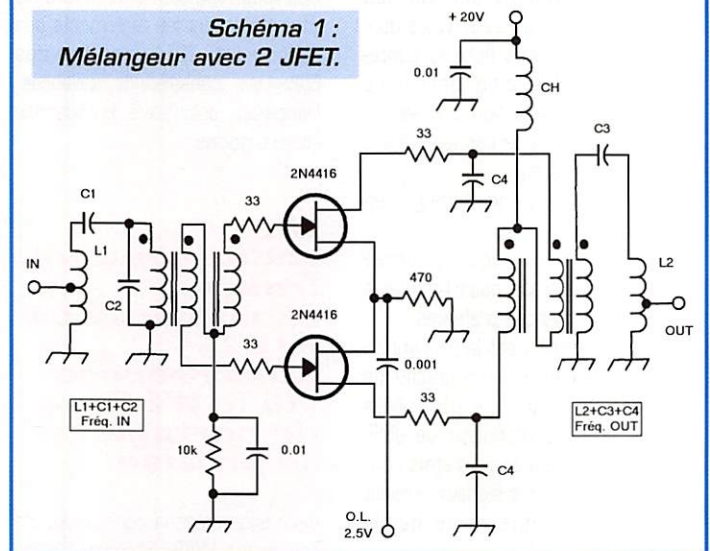 Schéma 1 :
Mélangeur avec 2 JFET.
+ 20V
0.01
CH
33
C3
2N4416
C4
C1
33
L1
IN
C2
470
L2
OUT
2N4416
33
0.001
33
L1+C1+C2
Fréq. IN
L2+C3+C4
Fréq. OUT
10k
0.01
C4
O.L.
2,5V